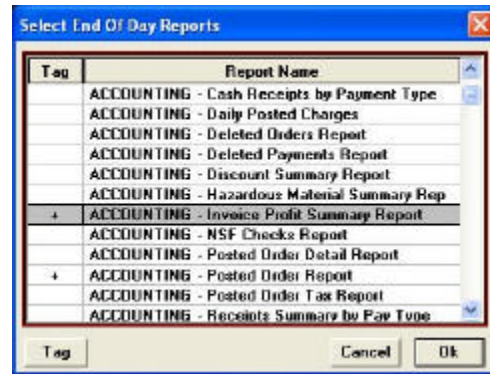 Select End Of Day Reports
Tag Report Name
ACCOUNTING - Cash Receipts by Payment Type
ACCOUNTING - Daily Posted Charges
ACCOUNTING - Deleted Orders Report
ACCOUNTING - Deleted Payments Report
ACCOUNTING - Discount Summary Report
ACCOUNTING - Hazardous Material Summary Rep
+ ACCOUNTING - Invoice Profit Summary Report
ACCOUNTING - NSF Checks Report
ACCOUNTING - Posted Order Detail Report
+ ACCOUNTING - Posted Order Report
ACCOUNTING - Posted Order Tax Report
ACCOUNTING - Receipts Summary by Pay Type
Tag Cancel Ok